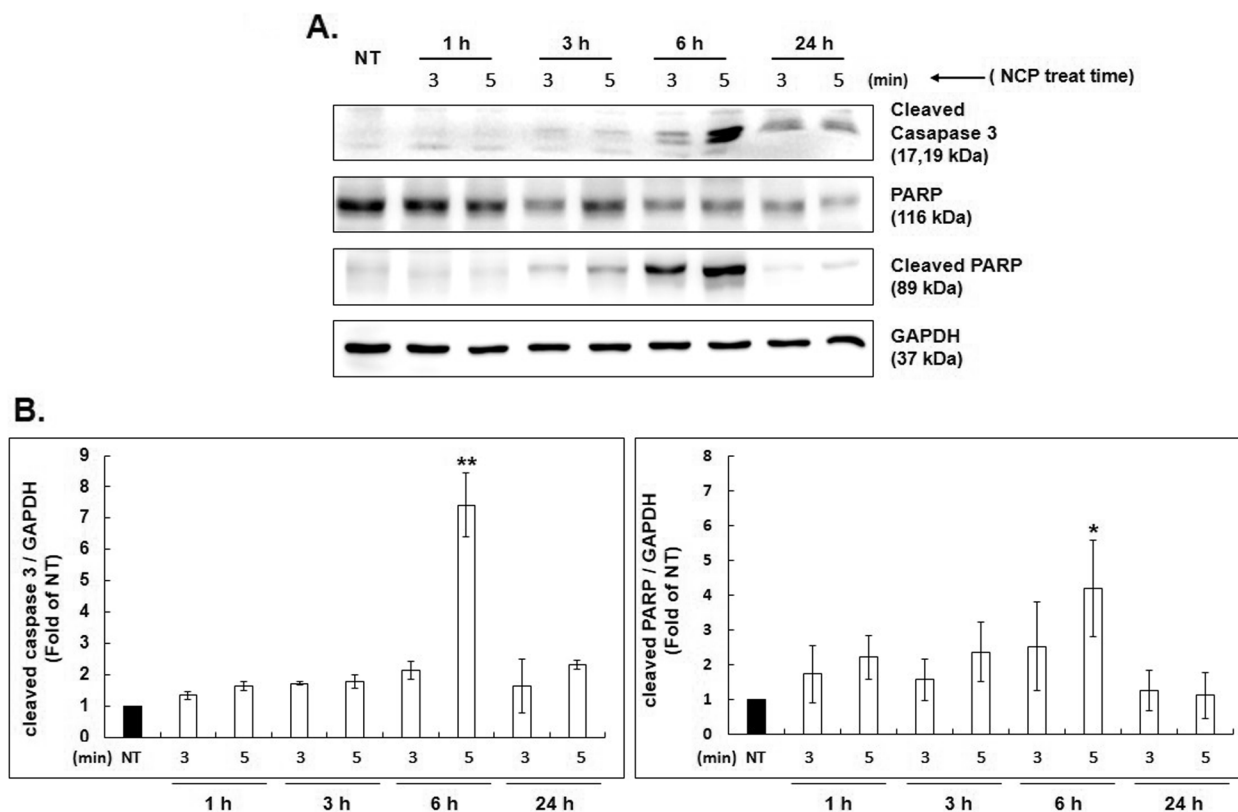 A.
NT
1 h 3 h 6 h 24 h
3 5 3 5 3 5 3 5 (min) ( NCP treat time)
Cleaved
Casapase 3
(17,19 kDa)
PARP
(116 kDa)
Cleaved PARP
(89 kDa)
GAPDH
(37 kDa)
B.
cleaved caspase 3 / GAPDH
(Fold of NT)
9
8
7
6
5
4
3
2
1
0
**
(min) NT 3 5 3 5 3 5 3 5
1 h 3 h 6 h 24 h
cleaved PARP / GAPDH
(Fold of NT)
8
7
6
5
4
3
2
1
0
*
(min) NT 3 5 3 5 3 5 3 5
1 h 3 h 6 h 24 h